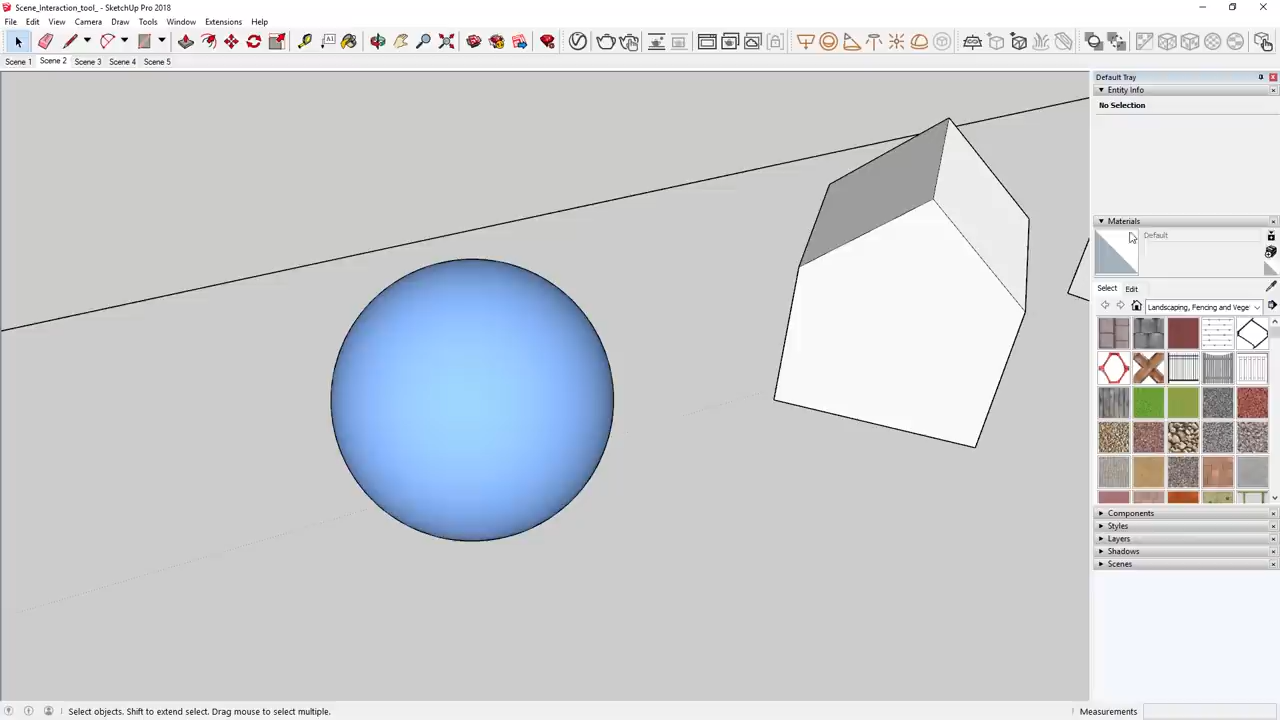 Scene_Interaction_tool_ - SketchUp Pro 2018
File Edit View Camera Draw Tools Window Extensions Help
Scene 1 Scene 2 Scene 3 Scene 4 Scene 5
Default Tray
Entity Info
No Selection
Materials
Default
Select Edit
Landscaping, Fencing and Vege
Components
Styles
Layers
Shadows
Scenes
Select objects. Shift to extend select. Drag mouse to select multiple.
Measurements